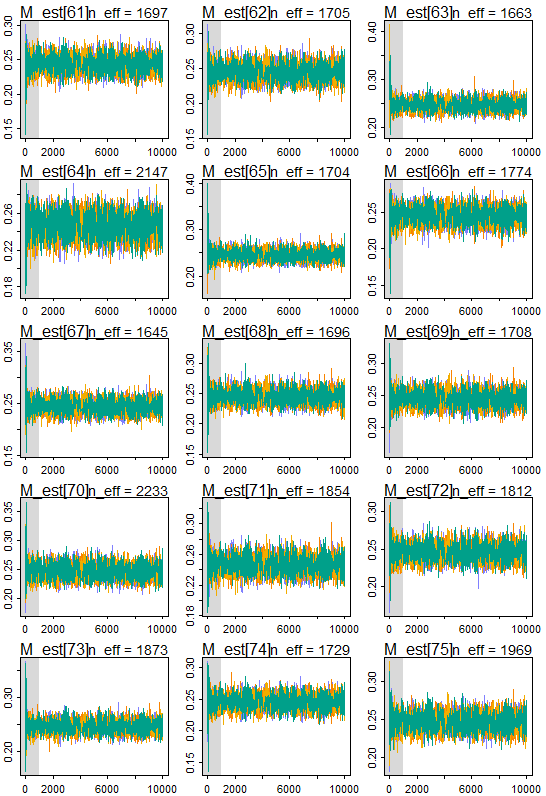 M_est[61]n_eff = 1697 M_est[62]n_eff = 1705 M_est[63]n_eff = 1663
0.15 0.20 0.25 0.30 0.15 0.20 0.25 0.30 0.20 0.30 0.40
0 2000 6000 10000 0 2000 6000 10000 0 2000 6000 10000
M_est[64]n_eff = 2147 M_est[65]n_eff = 1704 M_est[66]n_eff = 1774
0.18 0.22 0.26 0.20 0.30 0.40 0.15 0.20 0.25
0 2000 6000 10000 0 2000 6000 10000 0 2000 6000 10000
M_est[67]n_eff = 1645 M_est[68]n_eff = 1696 M_est[69]n_eff = 1708
0.15 0.25 0.35 0.20 0.25 0.30 0.20 0.25 0.30
0 2000 6000 10000 0 2000 6000 10000 0 2000 6000 10000
M_est[70]n_eff = 2233 M_est[71]n_eff = 1854 M_est[72]n_eff = 1812
0.20 0.25 0.30 0.35 0.18 0.22 0.26 0.30 0.20 0.25 0.30
0 2000 6000 10000 0 2000 6000 10000 0 2000 6000 10000
M_est[73]n_eff = 1873 M_est[74]n_eff = 1729 M_est[75]n_eff = 1969
0.20 0.30 0.15 0.20 0.25 0.30 0.20 0.25 0.30
0 2000 6000 10000 0 2000 6000 10000 0 2000 6000 10000